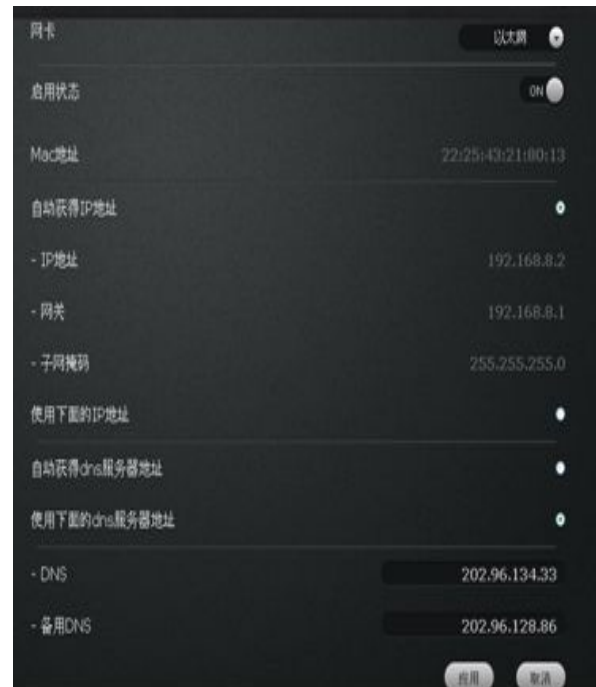 网卡 以太网
启用状态 ON
Mac地址 22:25:43:21:80:13
自动获得IP地址
- IP地址 192.168.8.2
- 网关 192.168.8.1
- 子网掩码 255.255.255.0
使用下面的IP地址
自动获得dns服务器地址
使用下面的dns服务器地址
- DNS 202.96.134.33
- 备用DNS 202.96.128.86
应用 取消